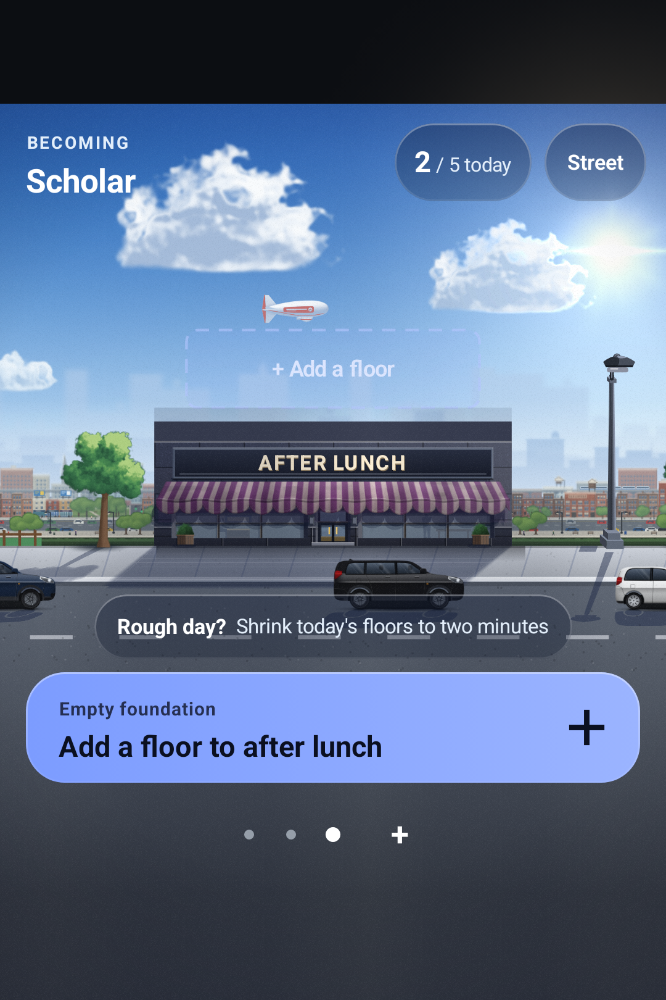 BECOMING
Scholar
2 / 5 today
Street
+ Add a floor
AFTER LUNCH
Rough day? Shrink today's floors to two minutes
Empty foundation
Add a floor to after lunch
+
+